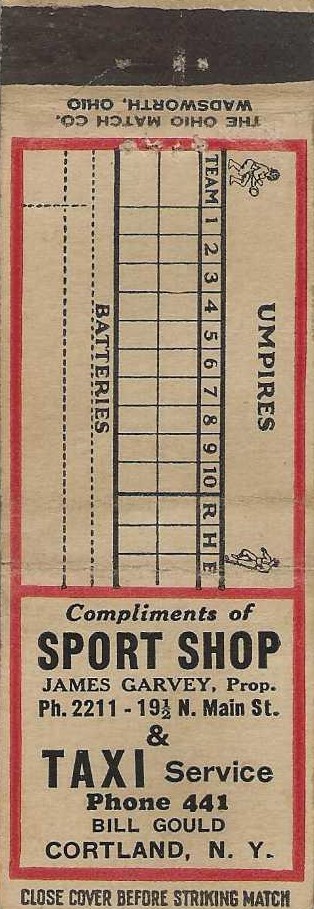 THE OHIO MATCH CO.
WADSWORTH, OHIO
UMPIRES
TEAM 1 2 3 4 5 6 7 8 9 10 R H E
BATTERIES
Compliments of
SPORT SHOP
JAMES GARVEY, Prop.
Ph. 2211 - 19½ N. Main St.
&
TAXI Service
Phone 441
BILL GOULD
CORTLAND, N. Y.
CLOSE COVER BEFORE STRIKING MATCH